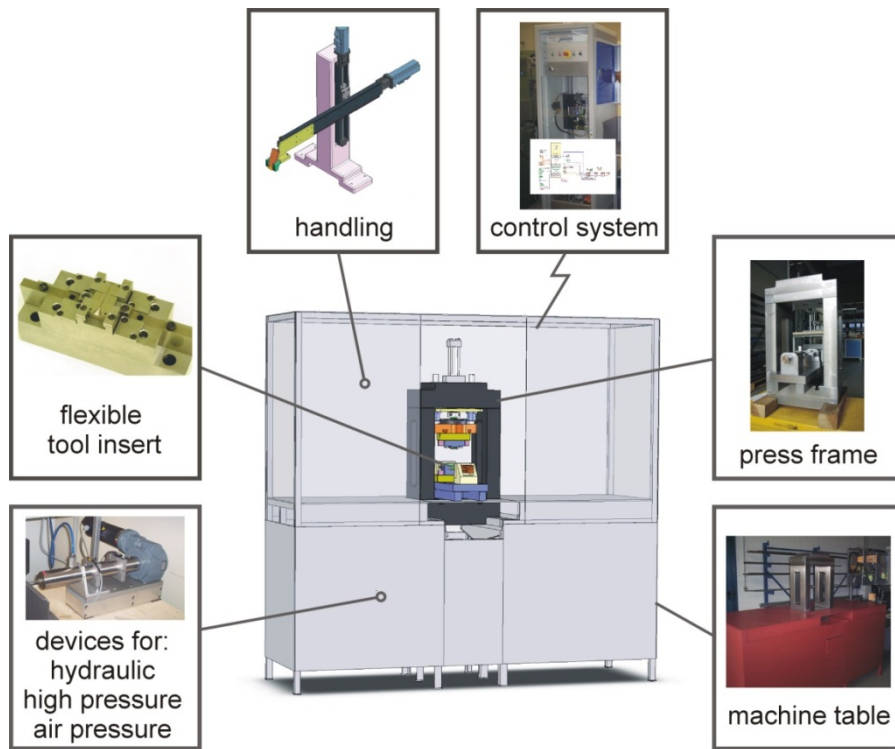 handling
control system
flexible
tool insert
press frame
devices for:
hydraulic
high pressure
air pressure
machine table